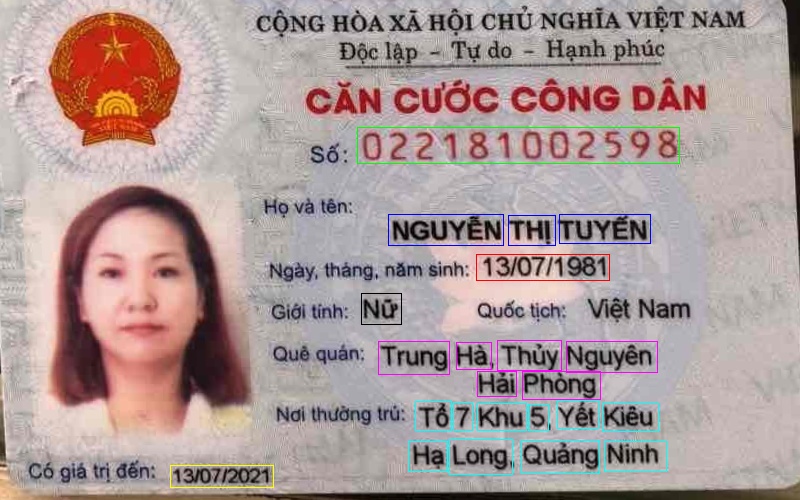 CỘNG HÒA XÃ HỘI CHỦ NGHĨA VIỆT NAM
Độc lập - Tự do - Hạnh phúc
CĂN CƯỚC CÔNG DÂN
Số: 022181002598
Họ và tên:
NGUYỄN THỊ TUYẾN
Ngày, tháng, năm sinh: 13/07/1981
Giới tính: Nữ Quốc tịch: Việt Nam
Quê quán: Trung Hà, Thủy Nguyên
Hải Phòng
Nơi thường trú: Tổ 7 Khu 5, Yết Kiêu
Hạ Long, Quảng Ninh
Có giá trị đến: 13/07/2021